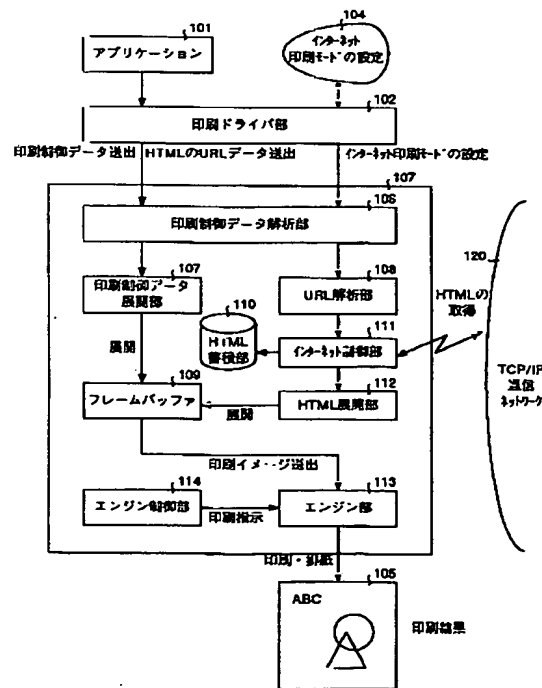 101
アプリケーション
104
インターネット
印刷モードの設定
102
印刷ドライバ部
印刷制御データ送出
HTMLのURLデータ送出
インターネット印刷モードの設定
107
106
印刷制御データ解析部
107
印刷制御データ
展開部
108
URL解析部
120
HTMLの
取得
110
HTML
蓄積部
111
インターネット制御部
展開
109
フレームバッファ
展開
112
HTML展開部
TCP/IP
通信
ネットワーク
印刷イメージ送出
114
エンジン制御部
印刷指示
113
エンジン部
印刷・排紙
105
ABC
印刷結果